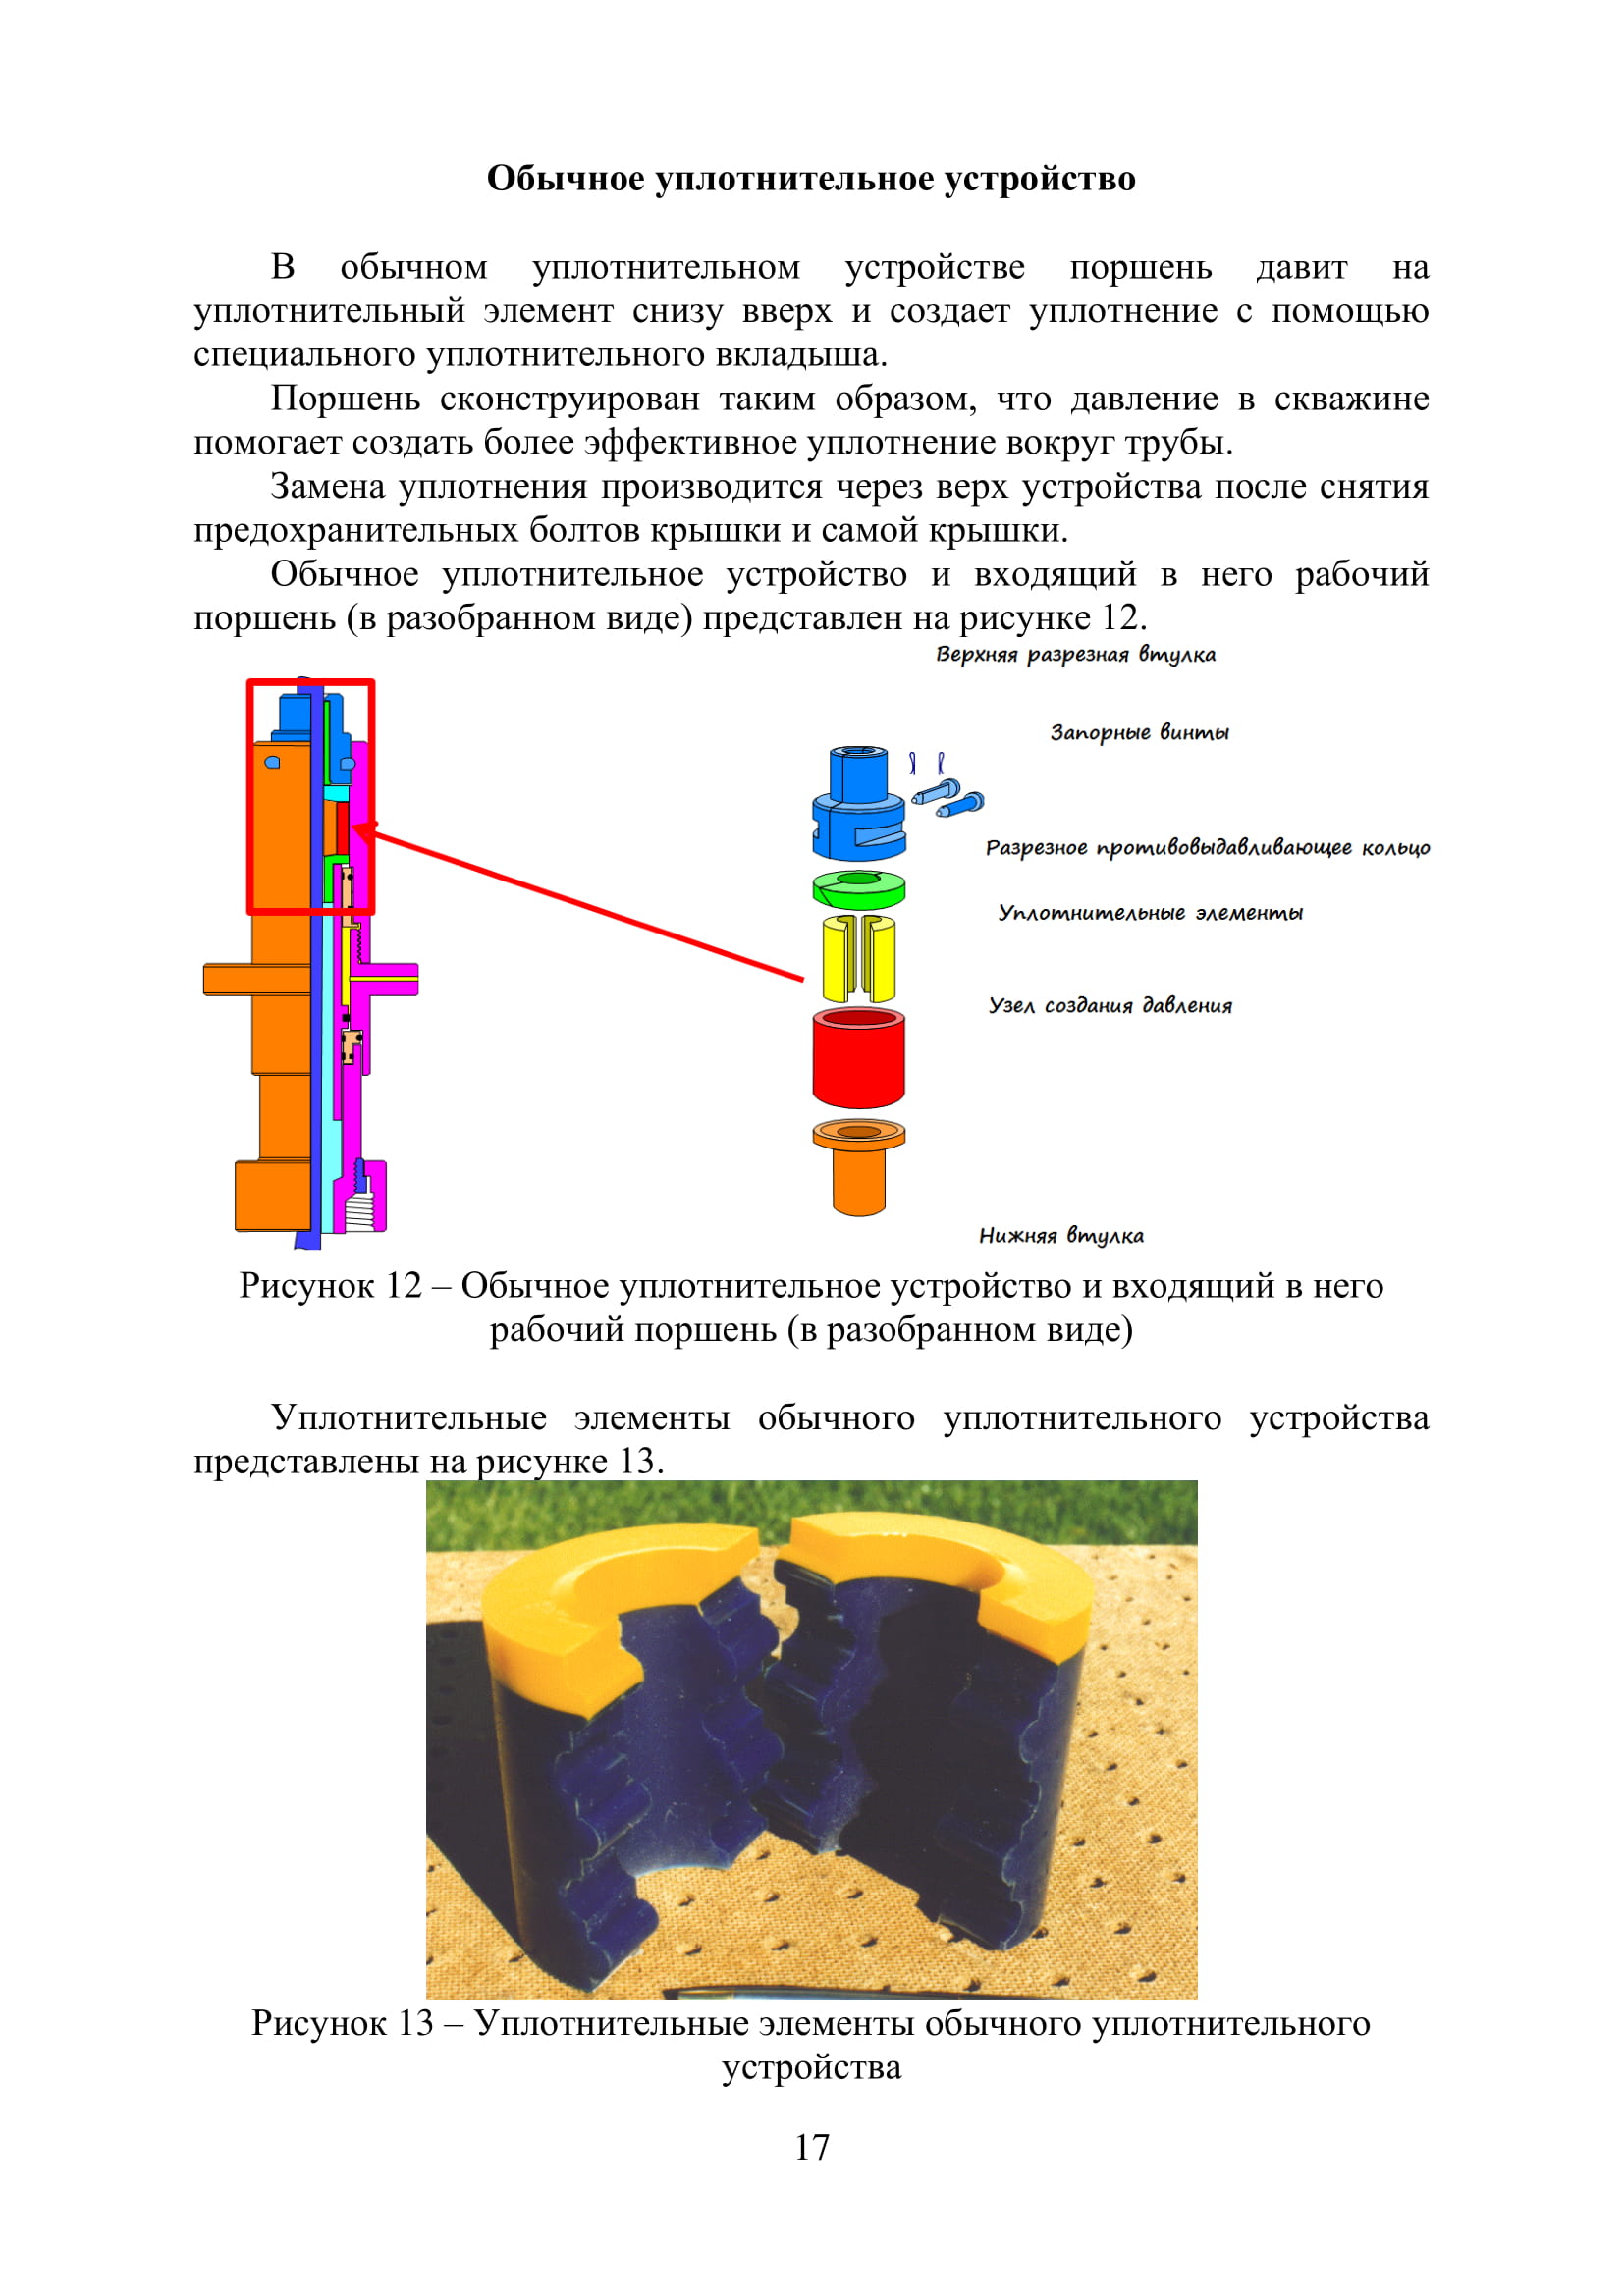 Обычное уплотнительное устройство
В обычном уплотнительном устройстве поршень давит на
уплотнительный элемент снизу вверх и создает уплотнение с помощью
специального уплотнительного вкладыша.
Поршень сконструирован таким образом, что давление в скважине
помогает создать более эффективное уплотнение вокруг трубы.
Замена уплотнения производится через верх устройства после снятия
предохранительных болтов крышки и самой крышки.
Обычное уплотнительное устройство и входящий в него рабочий
поршень (в разобранном виде) представлен на рисунке 12.
Верхняя разрезная втулка
Запорные винты
Разрезное противовыдавливающее кольцо
Уплотнительные элементы
Узел создания давления
Нижняя втулка
Рисунок 12 – Обычное уплотнительное устройство и входящий в него
рабочий поршень (в разобранном виде)
Уплотнительные элементы обычного уплотнительного устройства
представлены на рисунке 13.
Рисунок 13 – Уплотнительные элементы обычного уплотнительного
устройства
17